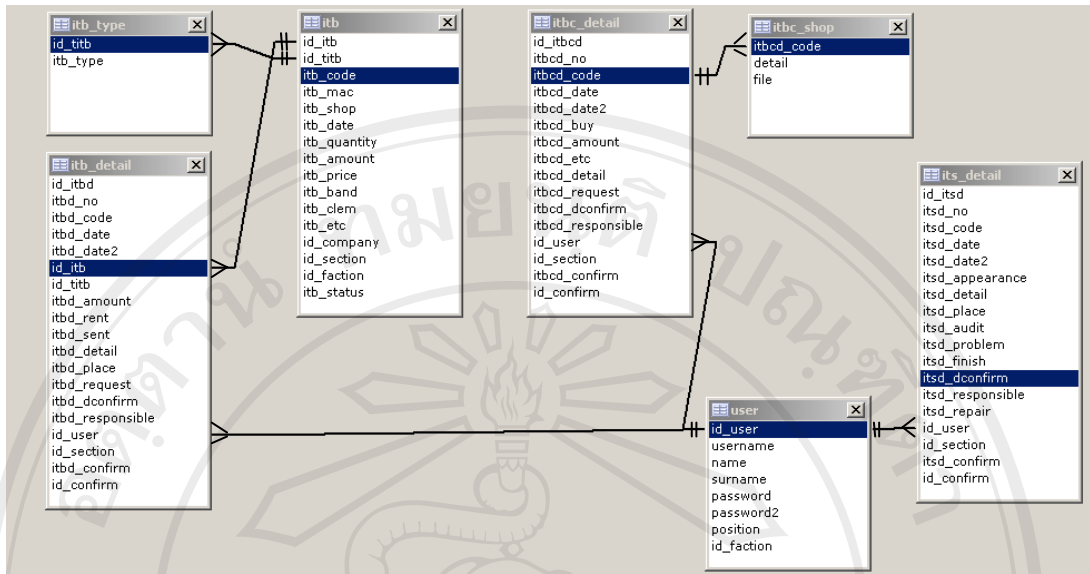 itb_type
id_titb
itb_type
itb
id_itb
id_titb
itb_code
itb_mac
itb_shop
itb_date
itb_quantity
itb_amount
itb_price
itb_band
itb_clem
itb_etc
id_company
id_section
id_faction
itb_status
itbc_detail
id_itbcd
itbcd_no
itbcd_code
itbcd_date
itbcd_date2
itbcd_buy
itbcd_amount
itbcd_etc
itbcd_detail
itbcd_request
itbcd_dconfirm
itbcd_responsible
id_user
id_section
itbcd_confirm
id_confirm
itbc_shop
itbcd_code
detail
file
itb_detail
id_itbd
itbd_no
itbd_code
itbd_date
itbd_date2
id_itb
id_titb
itbd_amount
itbd_rent
itbd_sent
itbd_detail
itbd_place
itbd_request
itbd_dconfirm
itbd_responsible
id_user
id_section
itbd_confirm
id_confirm
its_detail
id_itsd
itsd_no
itsd_code
itsd_date
itsd_date2
itsd_appearance
itsd_detail
itsd_place
itsd_audit
itsd_problem
itsd_finish
itsd_dconfirm
itsd_responsible
itsd_repair
id_user
id_section
itsd_confirm
id_confirm
user
id_user
username
name
surname
password
password2
position
id_faction